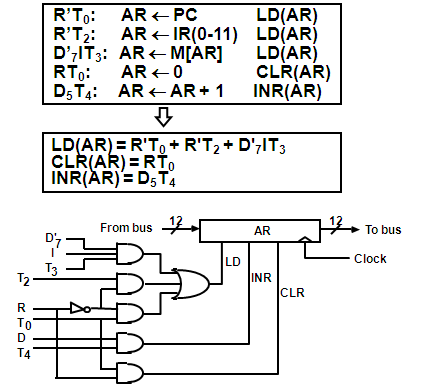 R'T₀: AR ← PC LD(AR)
R'T₂: AR ← IR(0-11) LD(AR)
D'₇IT₃: AR ← M[AR] LD(AR)
RT₀: AR ← 0 CLR(AR)
D₅T₄: AR ← AR + 1 INR(AR)
LD(AR) = R'T₀ + R'T₂ + D'₇IT₃
CLR(AR) = RT₀
INR(AR) = D₅T₄
From bus 12 AR 12 To bus
Clock
LD
INR
CLR
D'₇
I
T₃
T₂
R
T₀
D
T₄